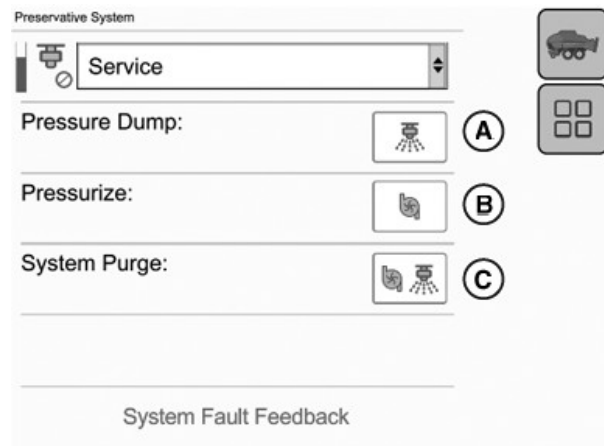 Preservative System
Service
Pressure Dump:
A
Pressurize:
B
System Purge:
C
System Fault Feedback